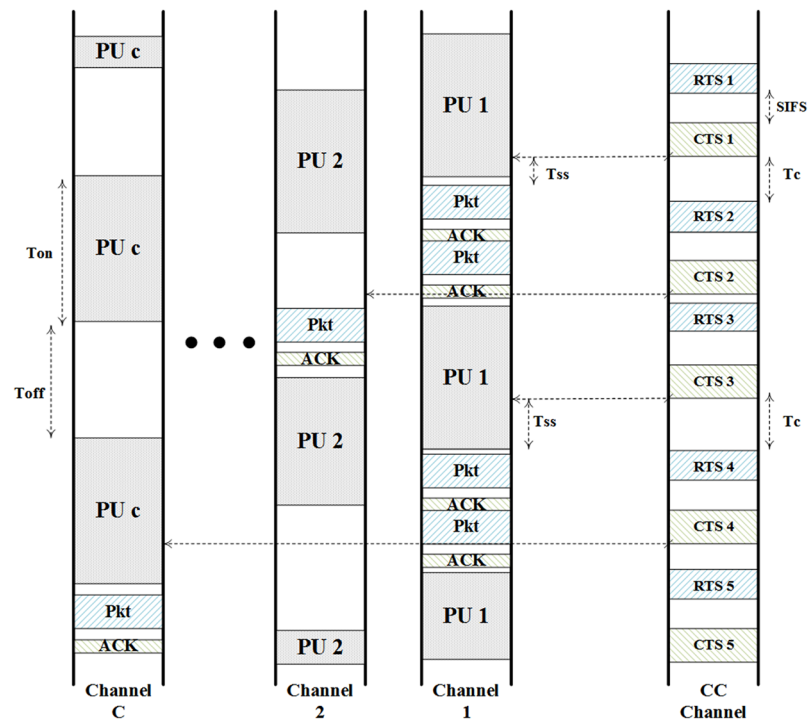 PU c
Ton
PU c
Toff
PU c
Pkt
ACK
Channel
C
PU 2
Pkt
ACK
PU 2
PU 2
Channel
2
PU 1
Tss
Pkt
ACK
Pkt
ACK
PU 1
Tss
Pkt
ACK
Pkt
ACK
PU 1
Channel
1
RTS 1
SIFS
CTS 1
Tc
RTS 2
CTS 2
RTS 3
CTS 3
Tc
RTS 4
CTS 4
RTS 5
CTS 5
CC
Channel